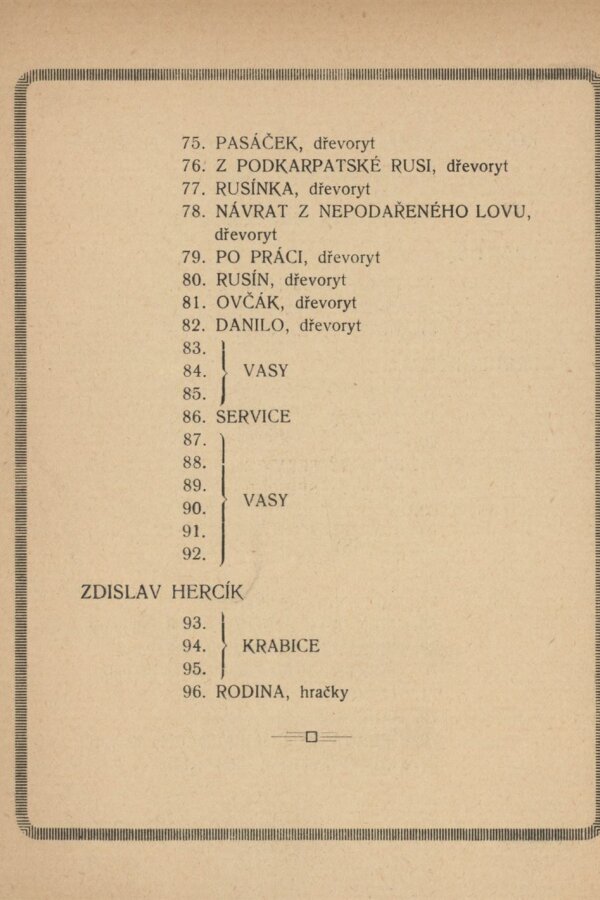 75. PASÁČEK, dřevoryt
76. Z PODKARPATSKÉ RUSI, dřevoryt
77. RUSÍNKA, dřevoryt
78. NÁVRAT Z NEPODAŘENÉHO LOVU,
dřevoryt
79. PO PRÁCI, dřevoryt
80. RUSÍN, dřevoryt
81. OVČÁK, dřevoryt
82. DANILO, dřevoryt
83.
84. VASY
85.
86. SERVICE
87.
88.
89.
90. VASY
91.
92.
ZDISLAV HERCÍK
93.
94. KRABICE
95.
96. RODINA, hračky